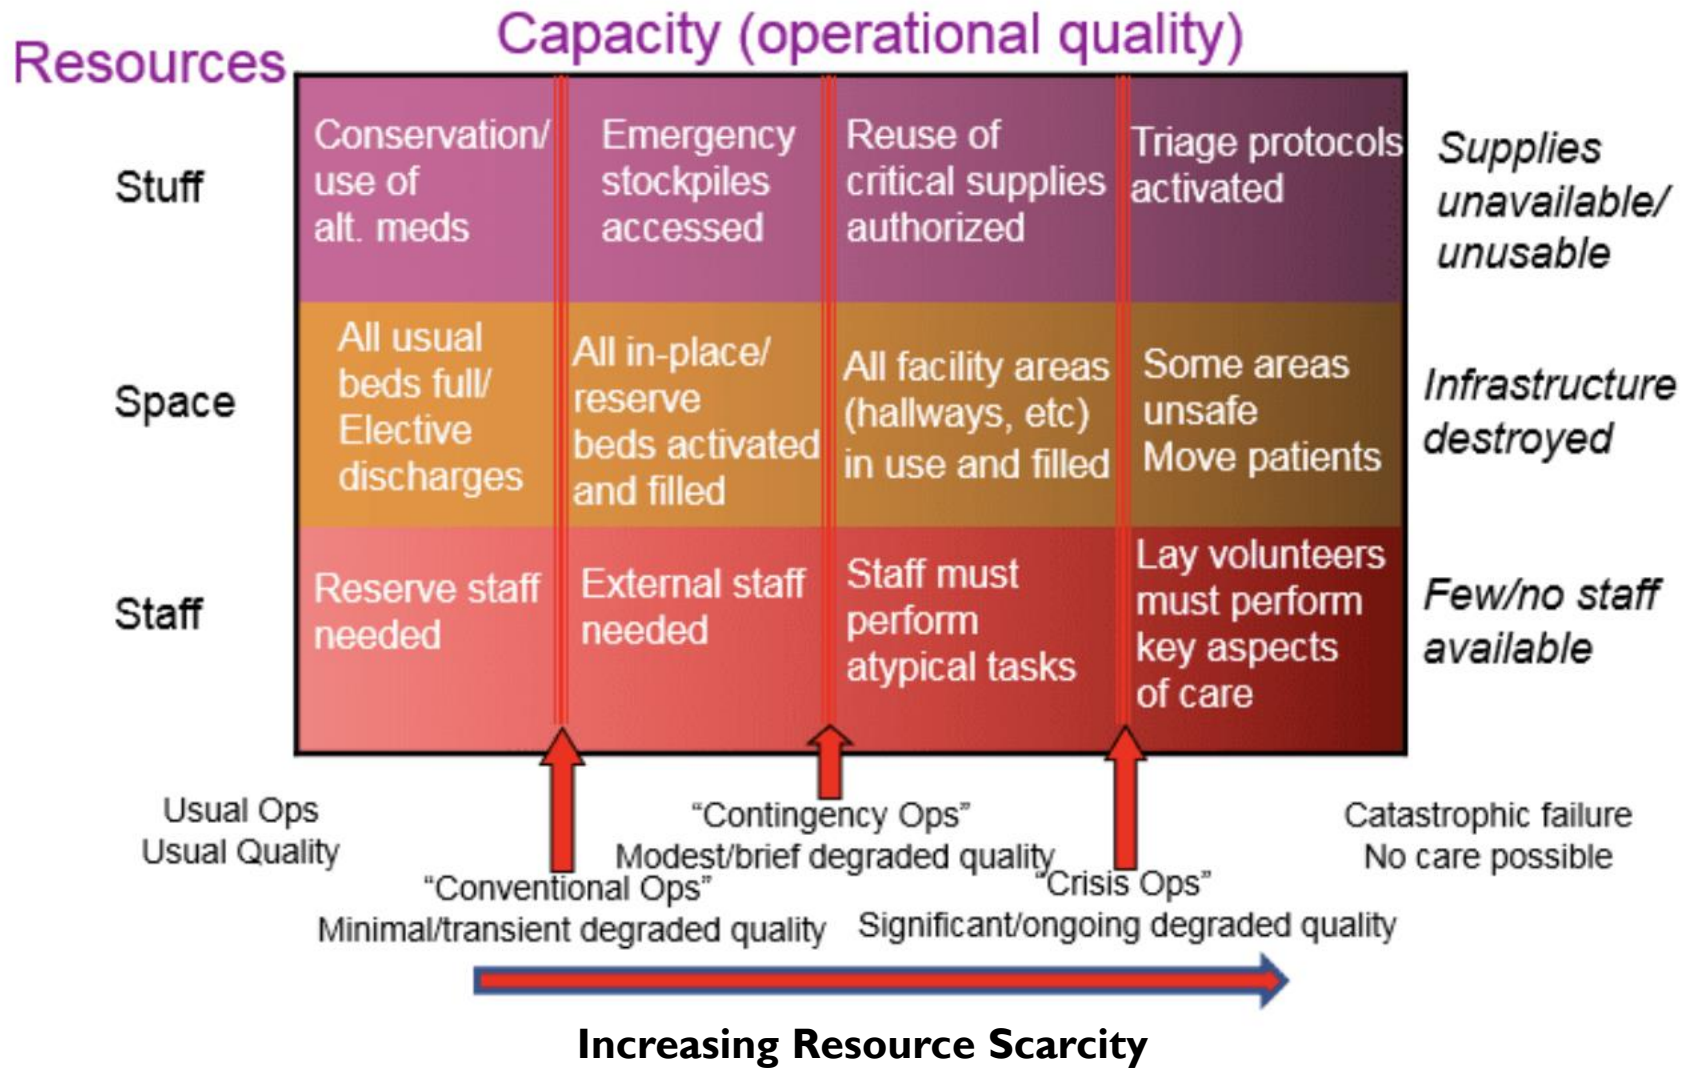 Capacity (operational quality)
Resources
Stuff
Conservation/
use of
alt. meds
Emergency
stockpiles
accessed
Reuse of
critical supplies
authorized
Triage protocols
activated
Supplies
unavailable/
unusable
Space
All usual
beds full/
Elective
discharges
All in-place/
reserve
beds activated
and filled
All facility areas
(hallways, etc)
in use and filled
Some areas
unsafe
Move patients
Infrastructure
destroyed
Staff
Reserve staff
needed
External staff
needed
Staff must
perform
atypical tasks
Lay volunteers
must perform
key aspects
of care
Few/no staff
available
Usual Ops
Usual Quality
“Conventional Ops”
Minimal/transient degraded quality
“Contingency Ops”
Modest/brief degraded quality
“Crisis Ops”
Significant/ongoing degraded quality
Catastrophic failure
No care possible
Increasing Resource Scarcity